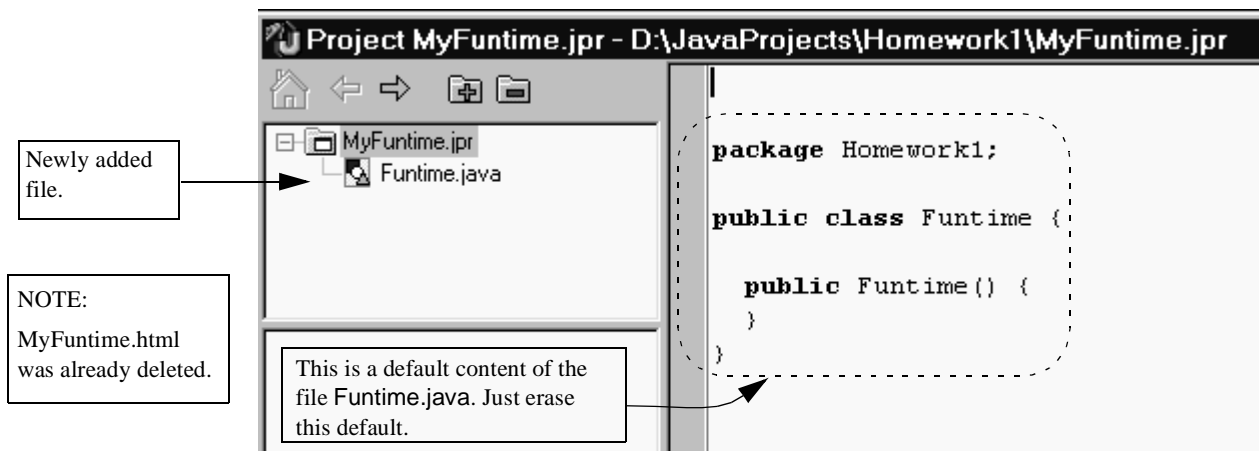 Project MyFuntime.jpr - D:\JavaProjects\Homework1\MyFuntime.jpr
MyFuntime.jpr
Funtime.java
Newly added
file.
NOTE:
MyFuntime.html
was already deleted.
This is a default content of the
file Funtime.java. Just erase
this default.
package Homework1;
public class Funtime {
public Funtime() {
}
}